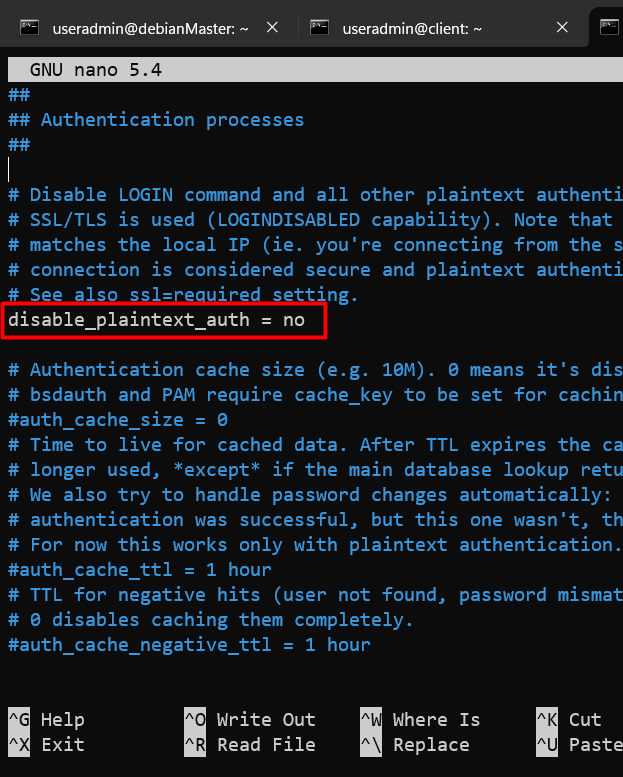 useradmin@debianMaster: ~
useradmin@client: ~
GNU nano 5.4
##
## Authentication processes
##
# Disable LOGIN command and all other plaintext authenti
# SSL/TLS is used (LOGINDISABLED capability). Note that
# matches the local IP (ie. you're connecting from the s
# connection is considered secure and plaintext authenti
# See also ssl=required setting.
disable_plaintext_auth = no
# Authentication cache size (e.g. 10M). 0 means it's dis
# bsdauth and PAM require cache_key to be set for cachin
#auth_cache_size = 0
# Time to live for cached data. After TTL expires the ca
# longer used, *except* if the main database lookup retu
# We also try to handle password changes automatically:
# authentication was successful, but this one wasn't, th
# For now this works only with plaintext authentication.
#auth_cache_ttl = 1 hour
# TTL for negative hits (user not found, password mismat
# 0 disables caching them completely.
#auth_cache_negative_ttl = 1 hour
^G Help ^O Write Out ^W Where Is ^K Cut
^X Exit ^R Read File ^\ Replace ^U Paste